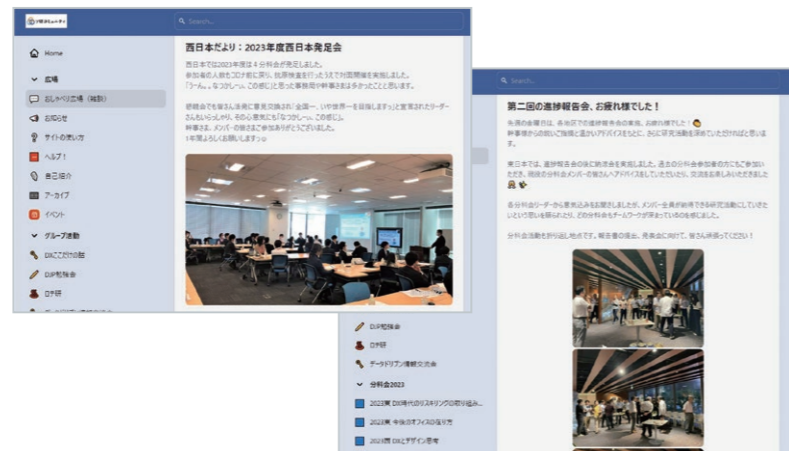 Search...
Home
広場
おしゃべり広場（雑談）
お知らせ
サイトの使い方
ヘルプ！
自己紹介
アーカイブ
イベント
グループ活動
DXここだけの話
DJP勉強会
ロチ研
西日本だより：2023年度西日本発足会
西日本では2023年度は4分科会が発足しました。
参加者の人数もコロナ前に戻り、抗原検査を行ったうえで対面開催を実施しました。
「うーん。。なつかしーっ、この感じ」と思った事務局や幹事さまは多かったことと思います。
懇親会でも皆さん活発に意見交換され「全国一、いや世界一を目指しますっ」と宣言されたリーダー
さんもいらっしゃり、その心意気にも「なつかしーっ、この感じ」。
幹事さま、メンバーの皆さまご参加ありがとうございました。
1年間よろしくお願いしますっ☺
Search...
DJP勉強会
ロチ研
データドリブン情報交流会
分科会2023
2023東 DX時代のリスキリングの取り組み...
2023東 今後のオフィスの在り方
2023西 DXとデザイン思考
第二回の進捗報告会、お疲れ様でした！
先週の金曜日は、各地区での進捗報告会の実施、お疲れ様でした！
幹事様からの鋭いご指摘と温かいアドバイスをもとに、さらに研究活動を深めていただければと思いま
す。
東日本では、進捗報告会の後に納涼会を実施しました。過去の分科会参加者の方にもご参加い
ただき、現役の分科会メンバーの皆さんへアドバイスをしていただいたり、交流をお楽しみいただきました
各分科会リーダーから意気込みをお聞きしましたが、メンバー全員が納得できる研究活動にしていきた
いという思いを語られたり、どの分科会もチームワークが深まっているのを感じました。
分科会活動も折り返し地点です。報告書の提出、発表会に向けて、皆さん頑張ってください！